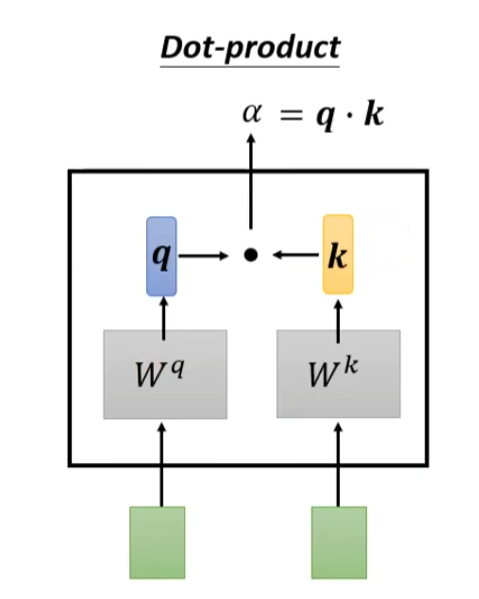 Dot-product
α = q · k
q
k
W^q
W^k